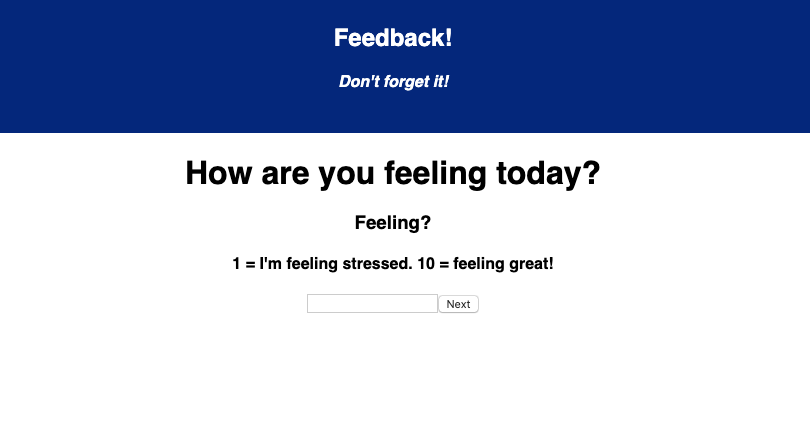 Feedback!
Don't forget it!
How are you feeling today?
Feeling?
1 = I'm feeling stressed. 10 = feeling great!
Next